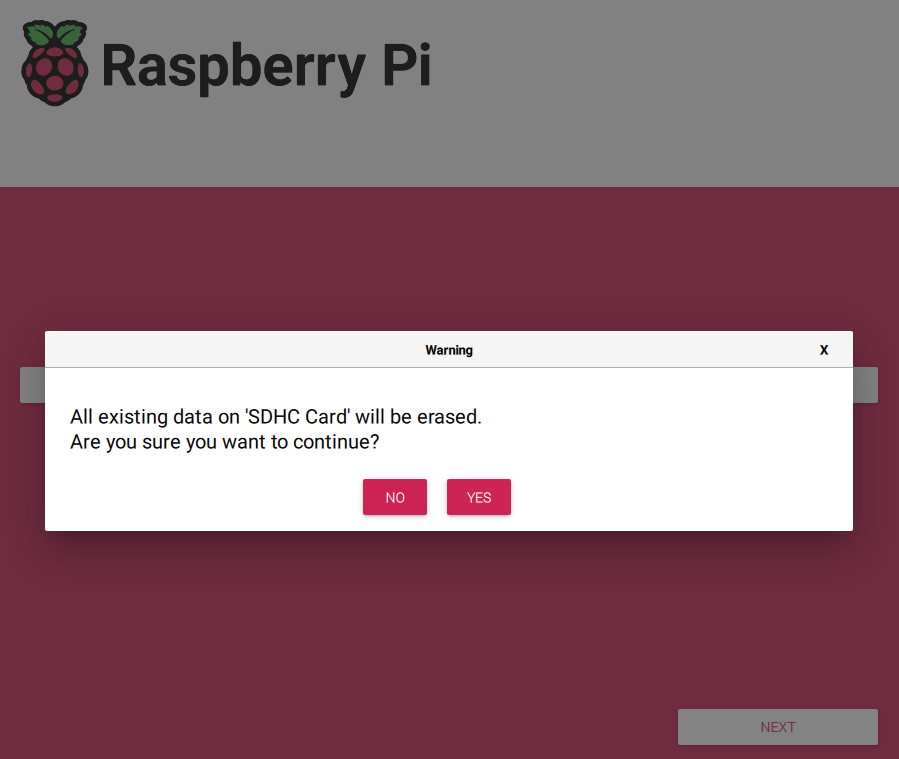 Raspberry Pi
Warning
X
All existing data on 'SDHC Card' will be erased.
Are you sure you want to continue?
NO
YES
NEXT